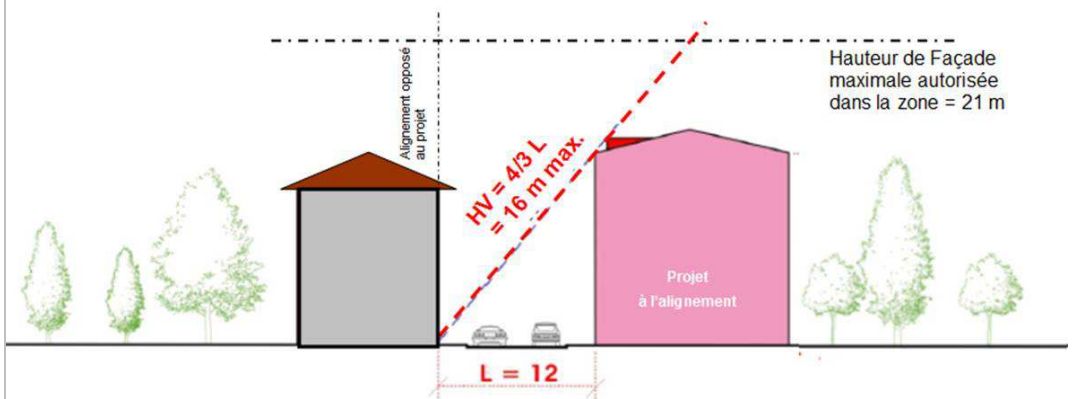 Hauteur de Façade
maximale autorisée
dans la zone = 21 m
Alignement opposé
au projet
HV = 4/3 L
= 16 m max.
Projet
à l'alignement
L = 12